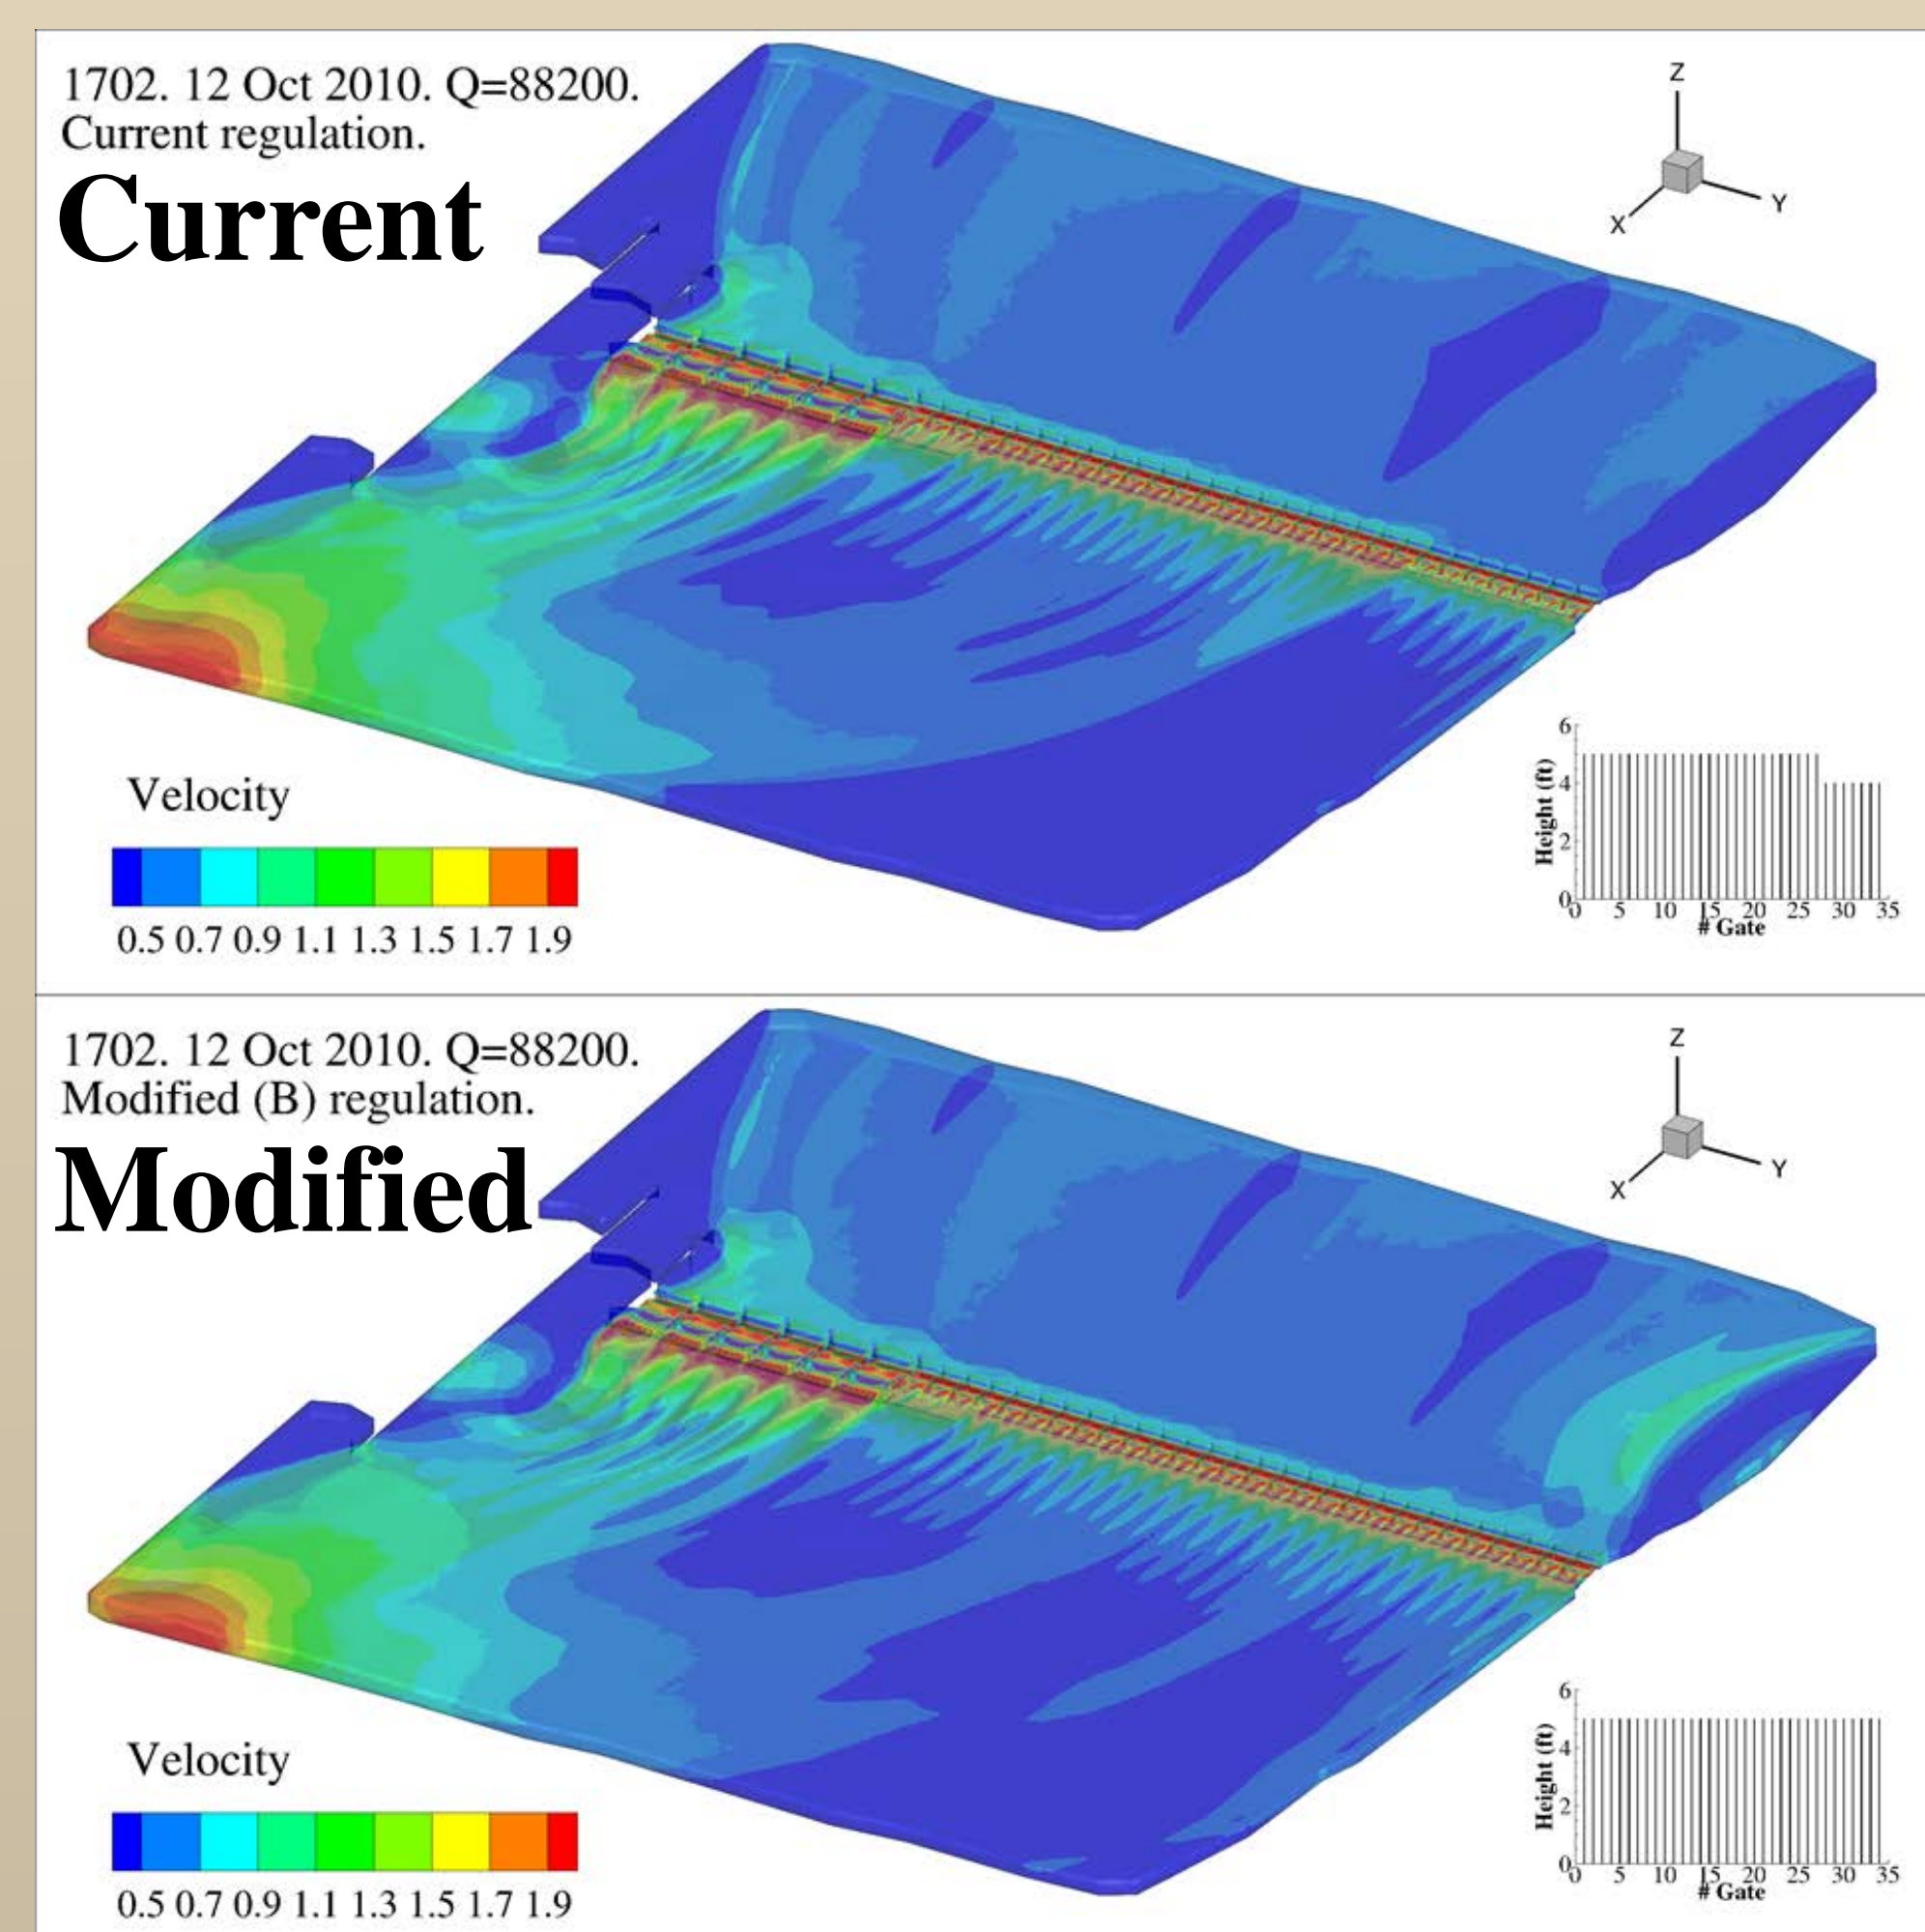 1702. 12 Oct 2010. Q=88200.
Current regulation.
Current
Z
Y
X
Velocity
0.5 0.7 0.9 1.1 1.3 1.5 1.7 1.9
Height (ft)
6
4
2
0
0 5 10 15 20 25 30 35
# Gate
1702. 12 Oct 2010. Q=88200.
Modified (B) regulation.
Modified
Z
Y
X
Velocity
0.5 0.7 0.9 1.1 1.3 1.5 1.7 1.9
Height (ft)
6
4
2
0
0 5 10 15 20 25 30 35
# Gate